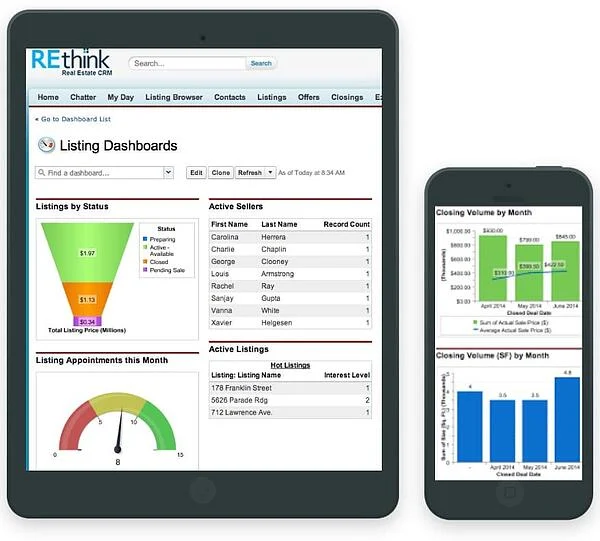 REthink
Real Estate CRM
Search...
Search
Home Chatter My Day Listing Browser Contacts Listings Offers Closings
« Go to Dashboard List
Listing Dashboards
Find a dashboard...
Edit Clone Refresh As of Today at 8:34 AM
Listings by Status
Status
Preparing
Active -
Available
Closed
Pending Sale
$1.97
$1.13
$0.34
Total Listing Price (Millions)
Listing Appointments this Month
0 5 10 15
8
Active Sellers
First Name Last Name Record Count
Carolina Herrera 1
Charlie Chaplin 1
George Clooney 1
Louis Armstrong 1
Rachel Ray 1
Sanjay Gupta 1
Vanna White 1
Xavier Helgesen 1
Active Listings
Hot Listings
Listing: Listing Name Interest Level
178 Franklin Street 1
5626 Parade Rdg 2
712 Lawrence Ave. 1
Closing Volume by Month
(Thousands)
$1,000.00
$800.00
$600.00
$400.00
$200.00
$0.00
$930.00
$799.00
$845.00
$310.00
$399.50
$422.50
April 2014 May 2014 June 2014
Closed Deal Date
Sum of Actual Sale Price ($)
Average Actual Sale Price ($)
Closing Volume (SF) by Month
Sum of Size (Sq. Ft.) (Thousands)
5
4
3
2
1
0
4
3.5
3.5
4.8
- April 2014 May 2014 June 2014
Closed Deal Date